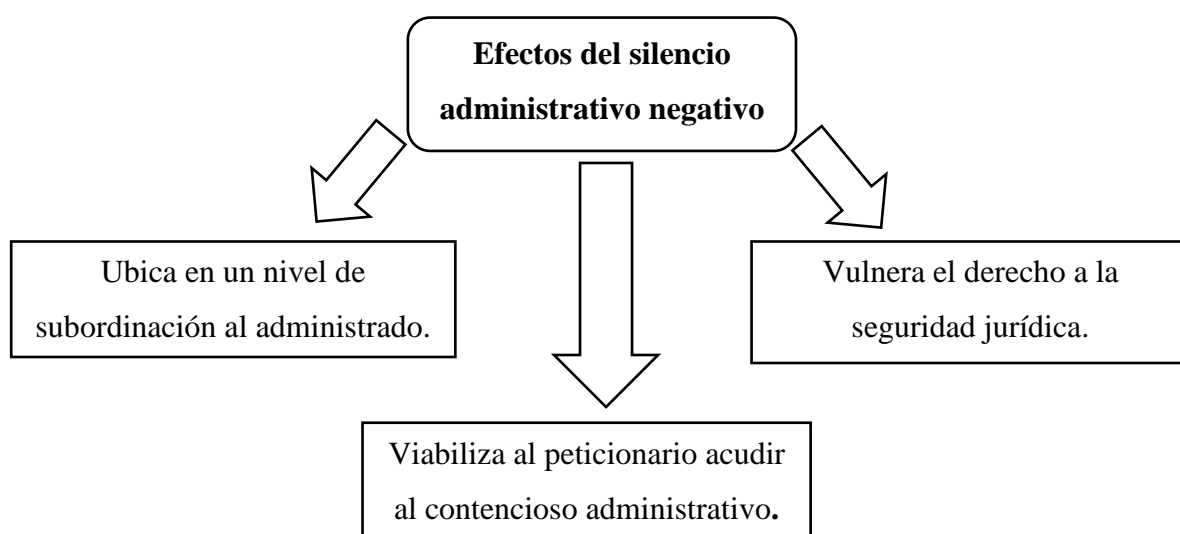 Efectos del silencio
administrativo negativo
Ubica en un nivel de
subordinación al administrado.
Vulnera el derecho a la
seguridad jurídica.
Viabiliza al peticionario acudir
al contencioso administrativo.